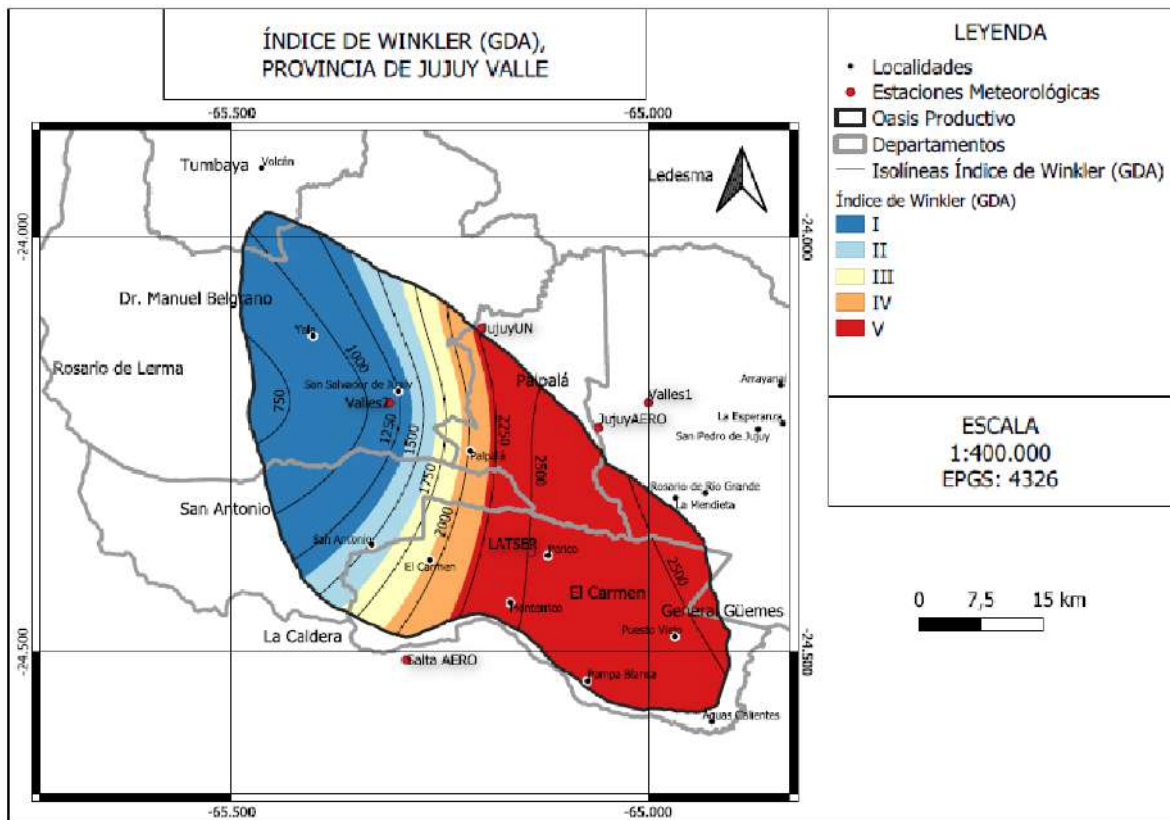 ÍNDICE DE WINKLER (GDA),
PROVINCIA DE JUJUY VALLE
LEYENDA
Localidades
Estaciones Meteorológicas
Oasis Productivo
Departamentos
Isolíneas Índice de Winkler (GDA)
Índice de Winkler (GDA)
I
II
III
IV
V
ESCALA
1:400.000
EPGS: 4326
0 7,5 15 km
-65.500 -65.000
Tumbaya Volcán
Ledesma
-24.000 -24.000
Dr. Manuel Belgrano
Yala
JujuyUN
1000
Rosario de Lerma
Palpalá
Arrayanal
San Salvador de Jujuy
Valles2
Valles1
750
1250
1500
2250
JujuyAERO
La Esperanza
San Pedro de Jujuy
Palpalá
1750
2500
Rosario de Río Grande
La Mendieta
San Antonio
2000
San Antonio
LATSER
Perico
El Carmen
2500
El Carmen
Monterrico
General Güemes
La Caldera
Puesto Viejo
-24.500 -24.500
Salta AERO
Pampa Blanca
Aguas Calientes
-65.500 -65.000